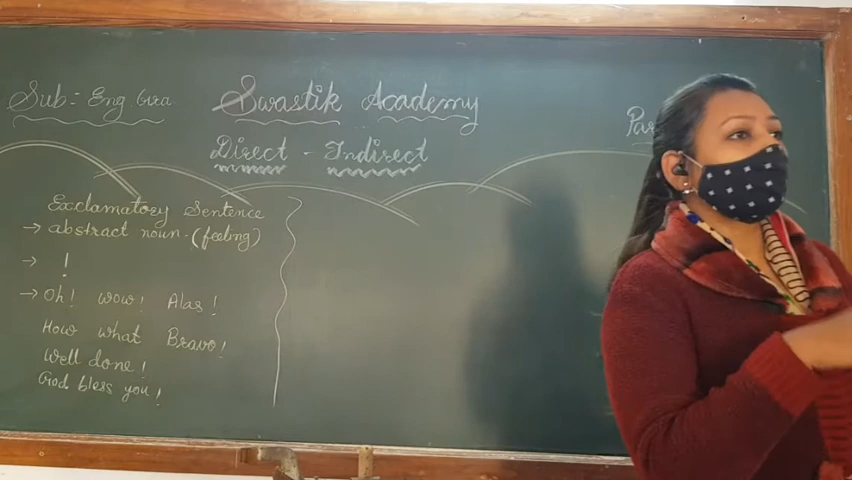 Sub:- Eng Gra
Swastik Academy
Direct - Indirect
Exclamatory Sentence
→ abstract noun. (feeling)
→ !
→ Oh! wow! Alas!
How what Bravo!
Well done!
God bless you!